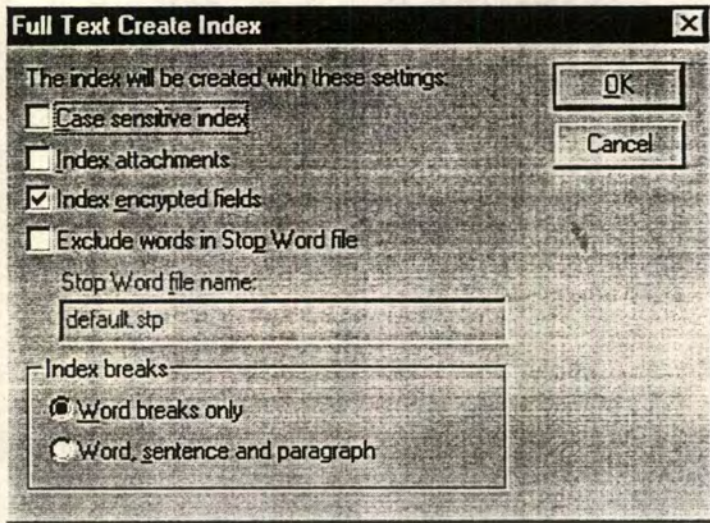 Full Text Create Index
The index will be created with these settings:
OK
Case sensitive index
Cancel
Index attachments
Index encrypted fields
Exclude words in Stop Word file
Stop Word file name:
default.stp
Index breaks
Word breaks only
Word, sentence and paragraph